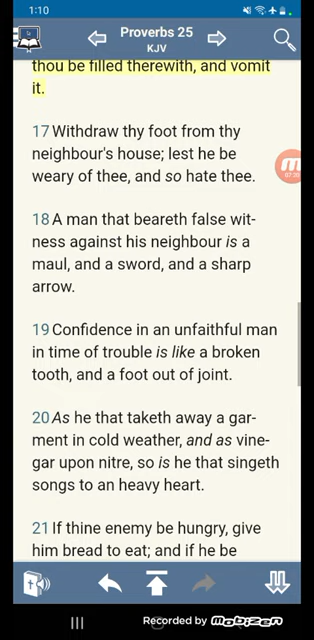 1:10
Proverbs 25
KJV
thou be filled therewith, and vomit
it.
17 Withdraw thy foot from thy
neighbour's house; lest he be
weary of thee, and so hate thee.
18 A man that beareth false wit-
ness against his neighbour is a
maul, and a sword, and a sharp
arrow.
19 Confidence in an unfaithful man
in time of trouble is like a broken
tooth, and a foot out of joint.
20 As he that taketh away a gar-
ment in cold weather, and as vine-
gar upon nitre, so is he that singeth
songs to an heavy heart.
21 If thine enemy be hungry, give
him bread to eat; and if he be
Recorded by Mobizen